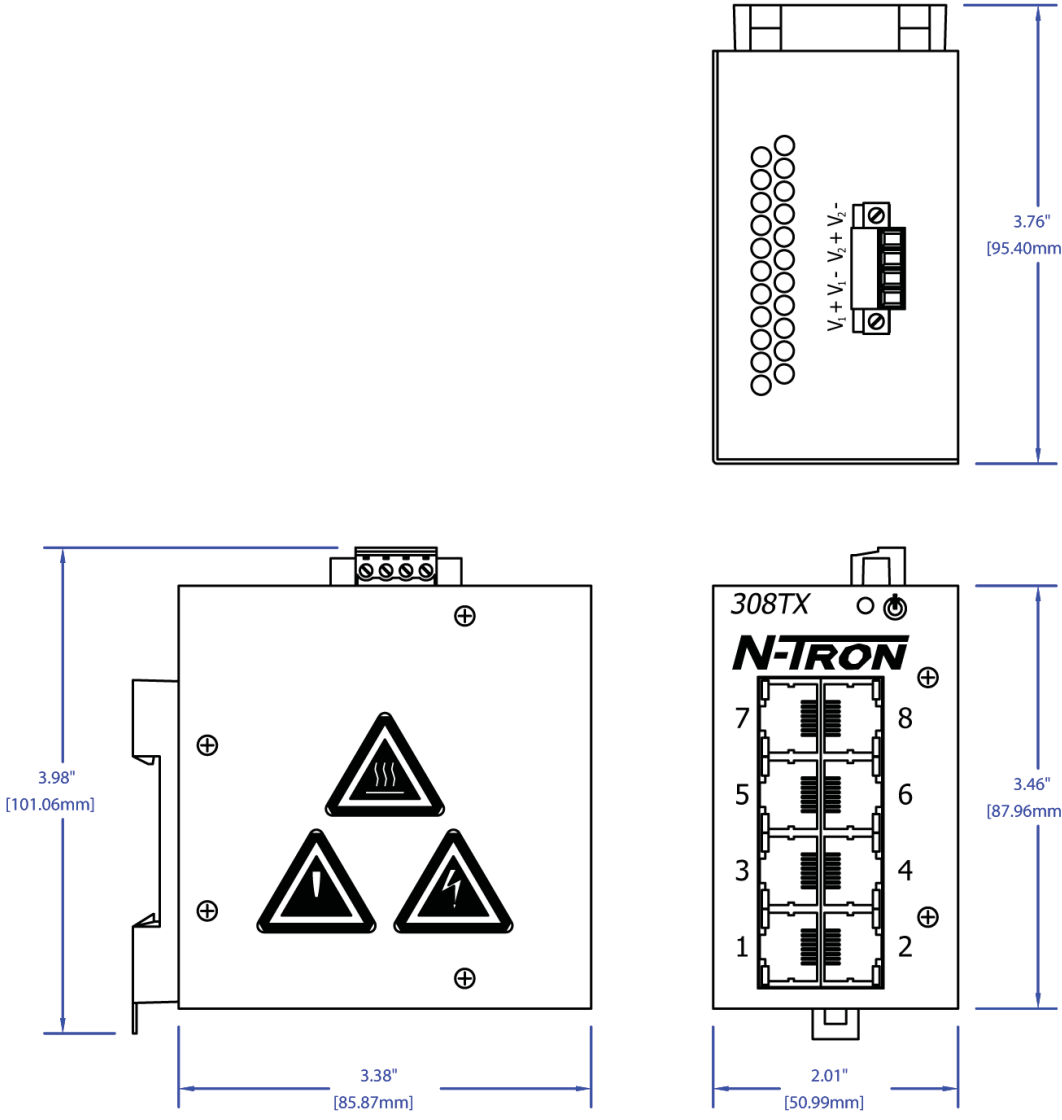 3.76"
[95.40mm
V₁ + V₁ - V₂ + V₂ -
308TX
N-TRON
7 8
5 6
3 4
1 2
3.98"
[101.06mm]
3.46"
[87.96mm
3.38"
[85.87mm]
2.01"
[50.99mm]